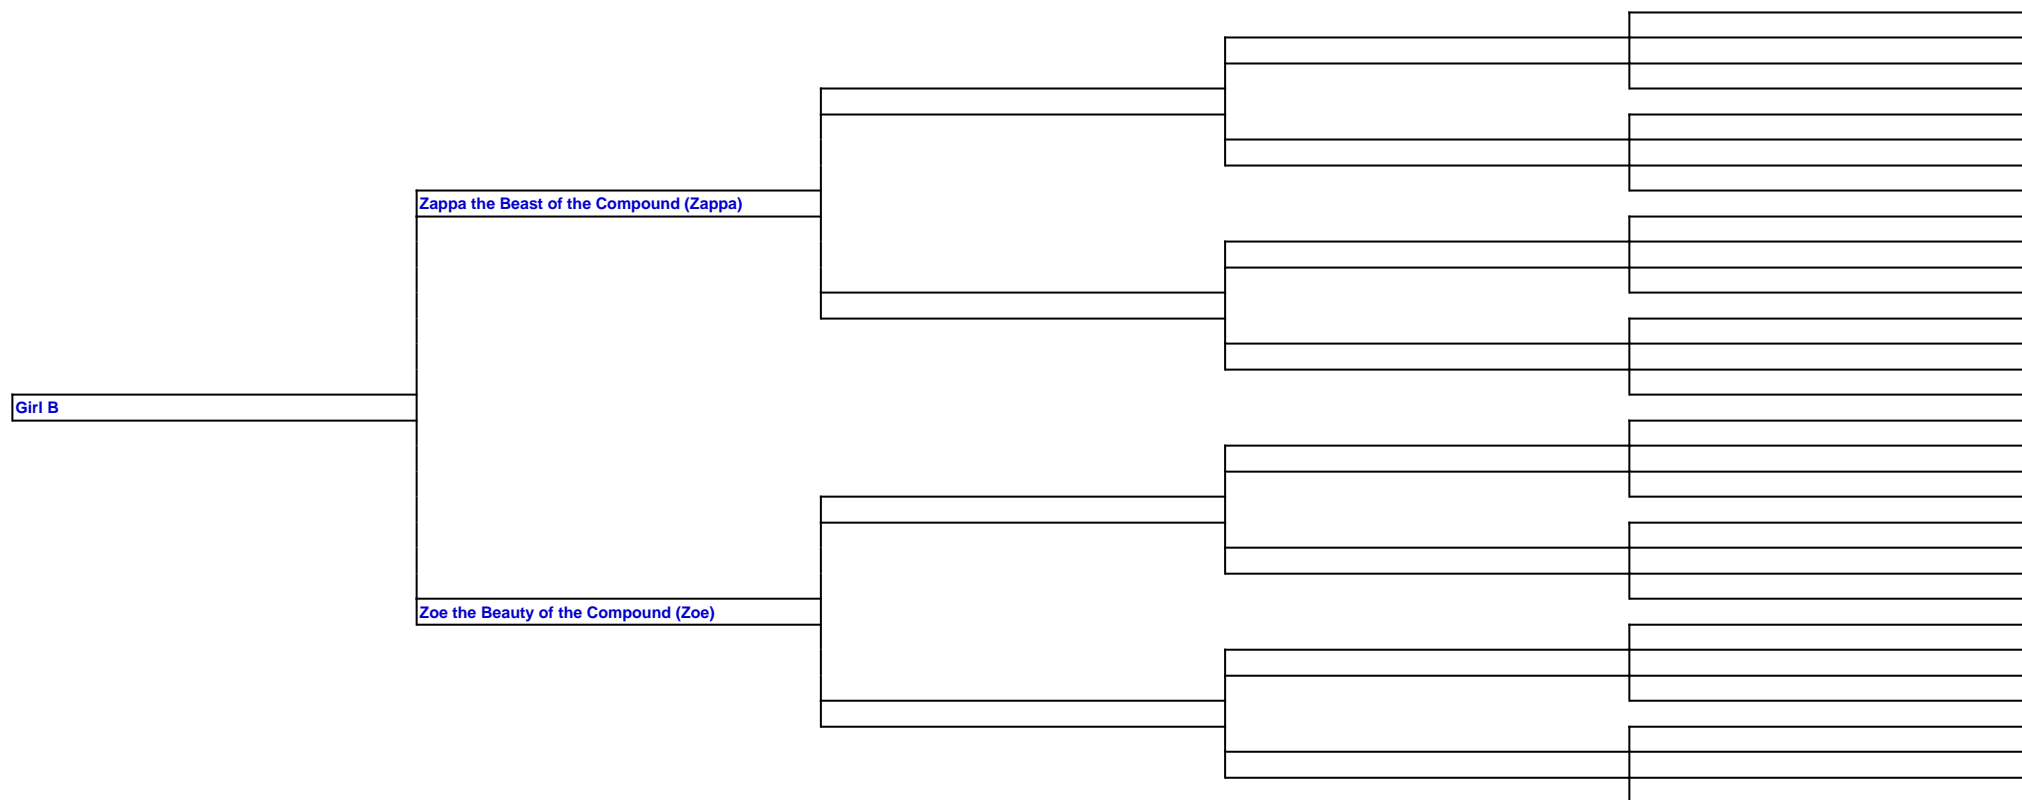 Zappa the Beast of the Compound (Zappa)
Girl B
Zoe the Beauty of the Compound (Zoe)